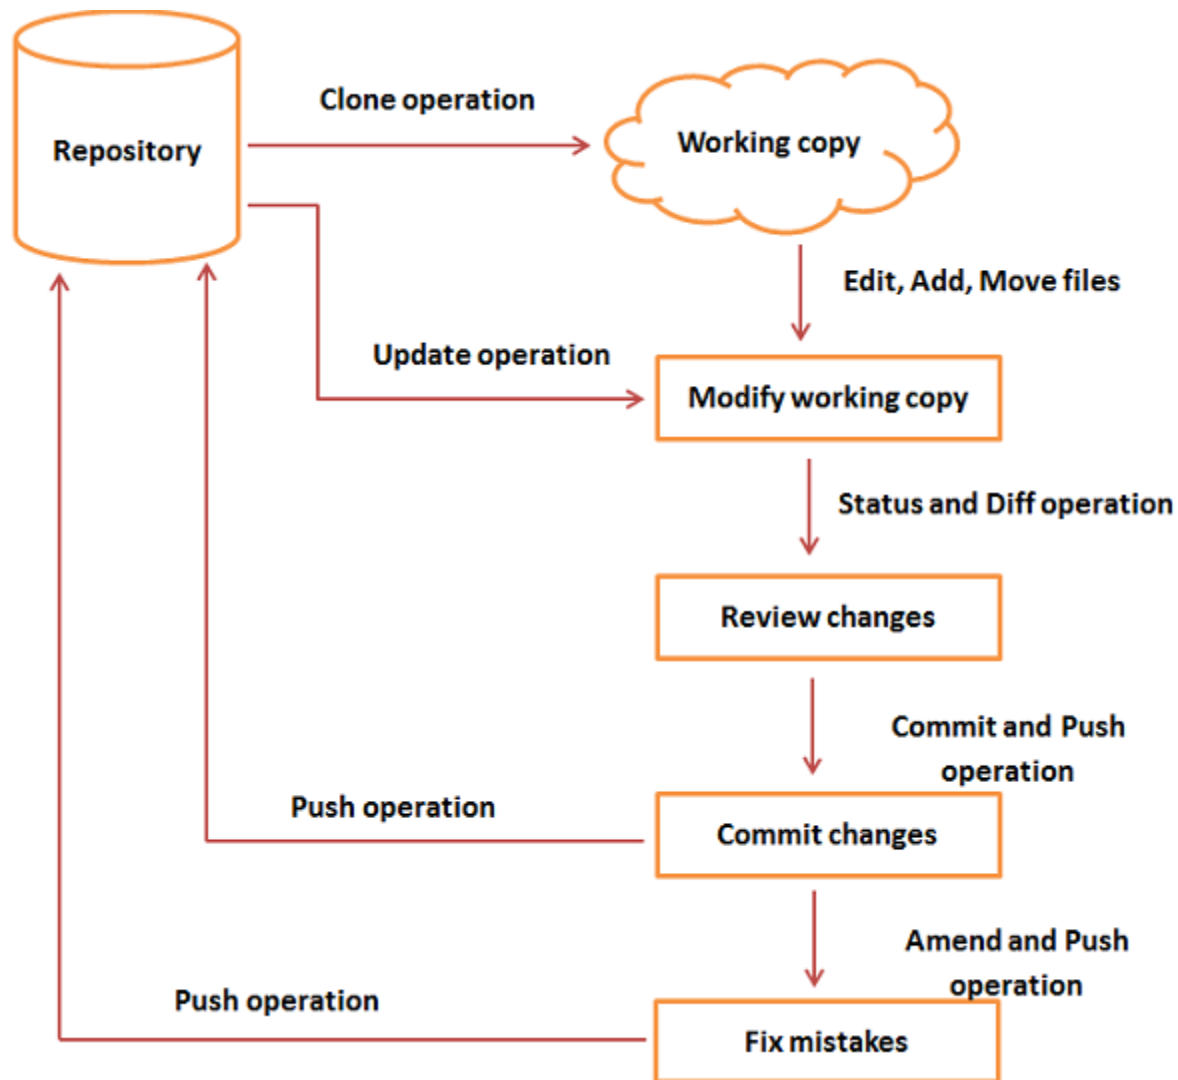 Clone operation
Repository
Working copy
Edit, Add, Move files
Update operation
Modify working copy
Status and Diff operation
Review changes
Commit and Push
operation
Push operation
Commit changes
Amend and Push
operation
Push operation
Fix mistakes